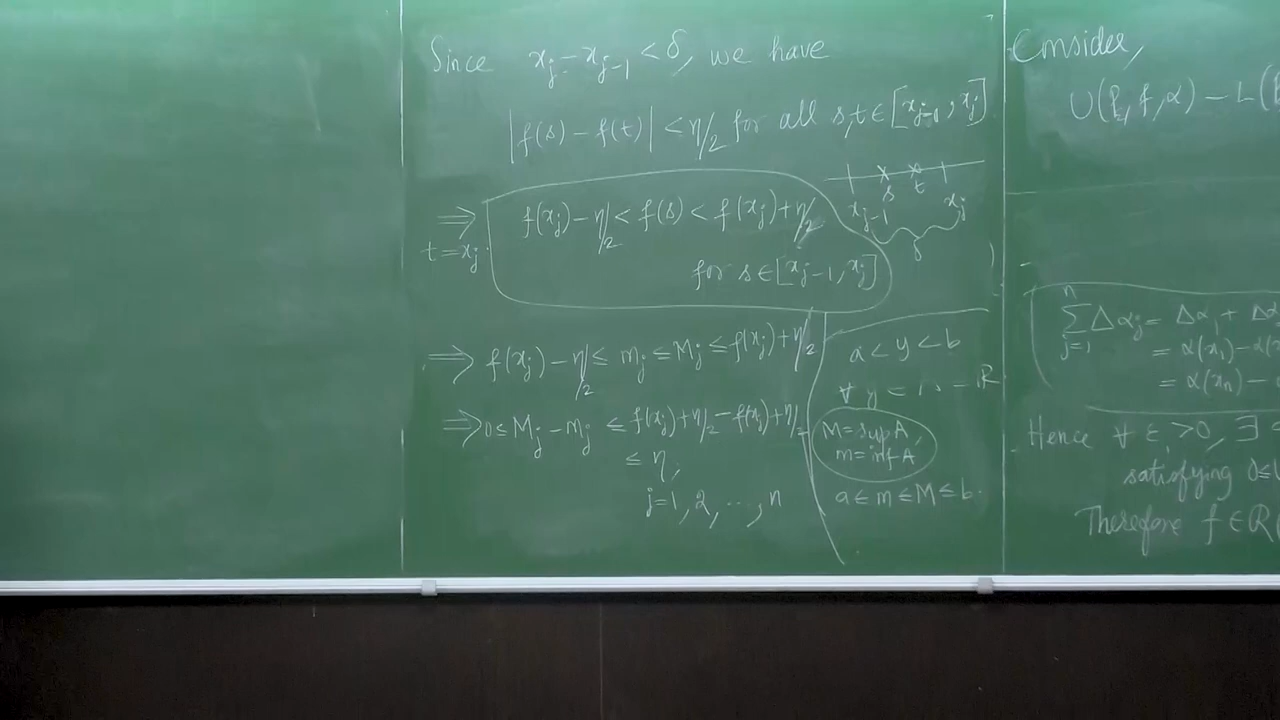 Since x_j - x_{j-1} < δ, we have
|f(s) - f(t)| < η/2 for all s,t ∈ [x_{j-1}, x_j]
s t
x_{j-1} x_j
δ
⇒ f(x_j) - η/2 < f(s) < f(x_j) + η/2
t = x_j
for s ∈ [x_{j-1}, x_j]
⇒ f(x_j) - η/2 ≤ m_j ≤ M_j ≤ f(x_j) + η/2
⇒ 0 ≤ M_j - m_j ≤ f(x_j) + η/2 - f(x_j) + η/2
≤ η,
j = 1, 2, ..., n
a < y < b
∀ y ∈ R
M = sup A,
m = inf A
a ≤ m ≤ M ≤ b.
Consider,
U(P, f, α) - L(
n
∑ Δα_j = Δα_1 +
j=1
= α(x_1) - α(
= α(x_n) -
Hence ∀ ε > 0, ∃
satisfying 0 ≤
Therefore f ∈ R(